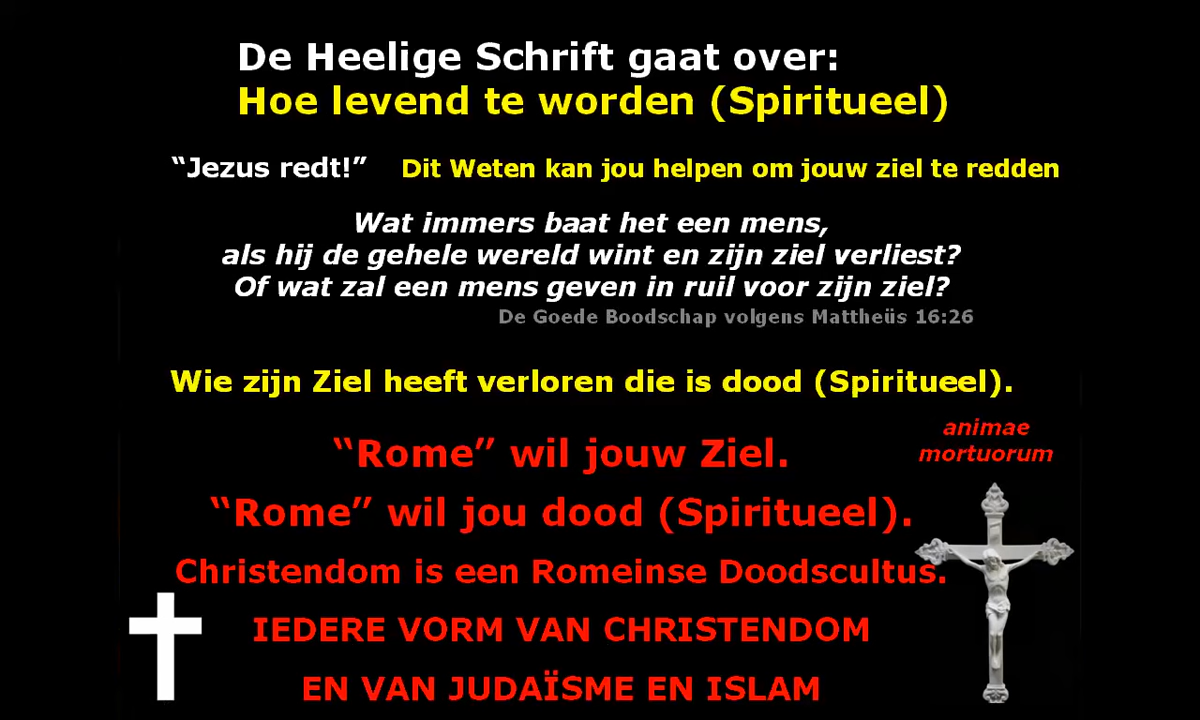 De Heelige Schrift gaat over:
Hoe levend te worden (Spiritueel)
“Jezus redt!” Dit Weten kan jou helpen om jouw ziel te redden
Wat immers baat het een mens,
als hij de gehele wereld wint en zijn ziel verliest?
Of wat zal een mens geven in ruil voor zijn ziel?
De Goede Boodschap volgens Mattheüs 16:26
Wie zijn Ziel heeft verloren die is dood (Spiritueel).
animae
mortuorum
“Rome” wil jouw Ziel.
“Rome” wil jou dood (Spiritueel).
Christendom is een Romeinse Doodscultus.
IEDERE VORM VAN CHRISTENDOM
EN VAN JUDAÏSME EN ISLAM